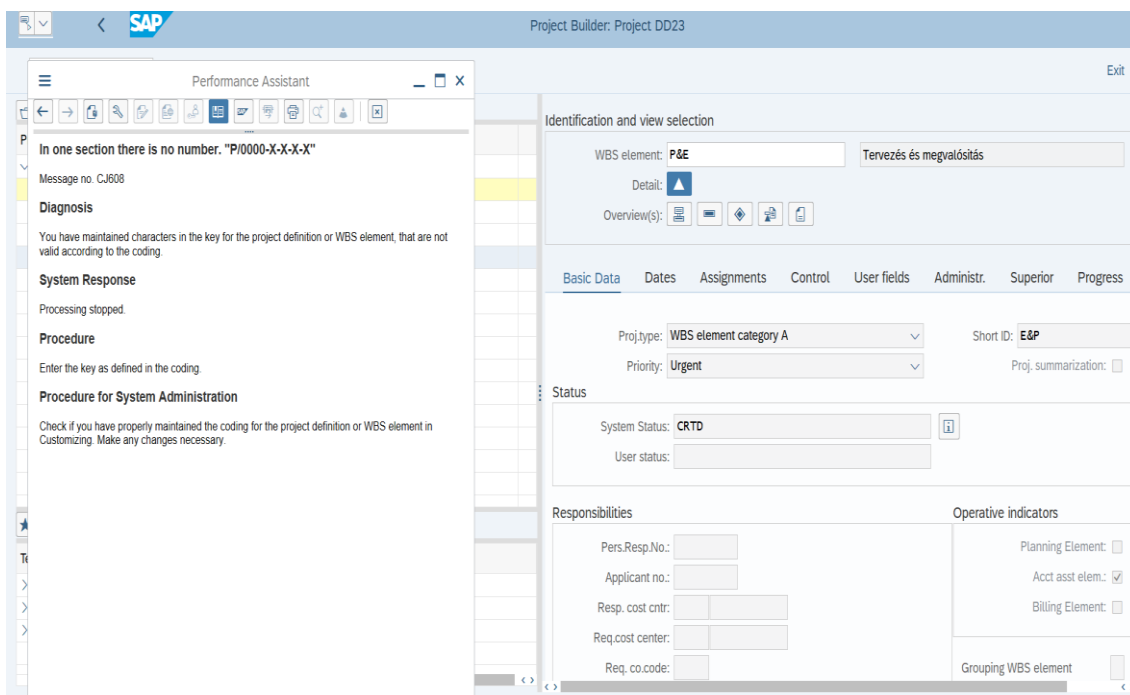 SAP
Project Builder: Project DD23
Exit
Performance Assistant
In one section there is no number. "P/0000-X-X-X-X"
Message no. CJ608
Diagnosis
You have maintained characters in the key for the project definition or WBS element, that are not
valid according to the coding.
System Response
Processing stopped.
Procedure
Enter the key as defined in the coding.
Procedure for System Administration
Check if you have properly maintained the coding for the project definition or WBS element in
Customizing. Make any changes necessary.
P
Te
Identification and view selection
WBS element: P&E Tervezés és megvalósítás
Detail:
Overview(s):
Basic Data Dates Assignments Control User fields Administr. Superior Progress
Proj.type: WBS element category A Short ID: E&P
Priority: Urgent Proj. summarization:
Status
System Status: CRTD
User status:
Responsibilities Operative indicators
Pers.Resp.No.: Planning Element:
Applicant no.: Acct asst elem.:
Resp. cost cntr: Billing Element:
Req.cost center:
Req. co.code: Grouping WBS element